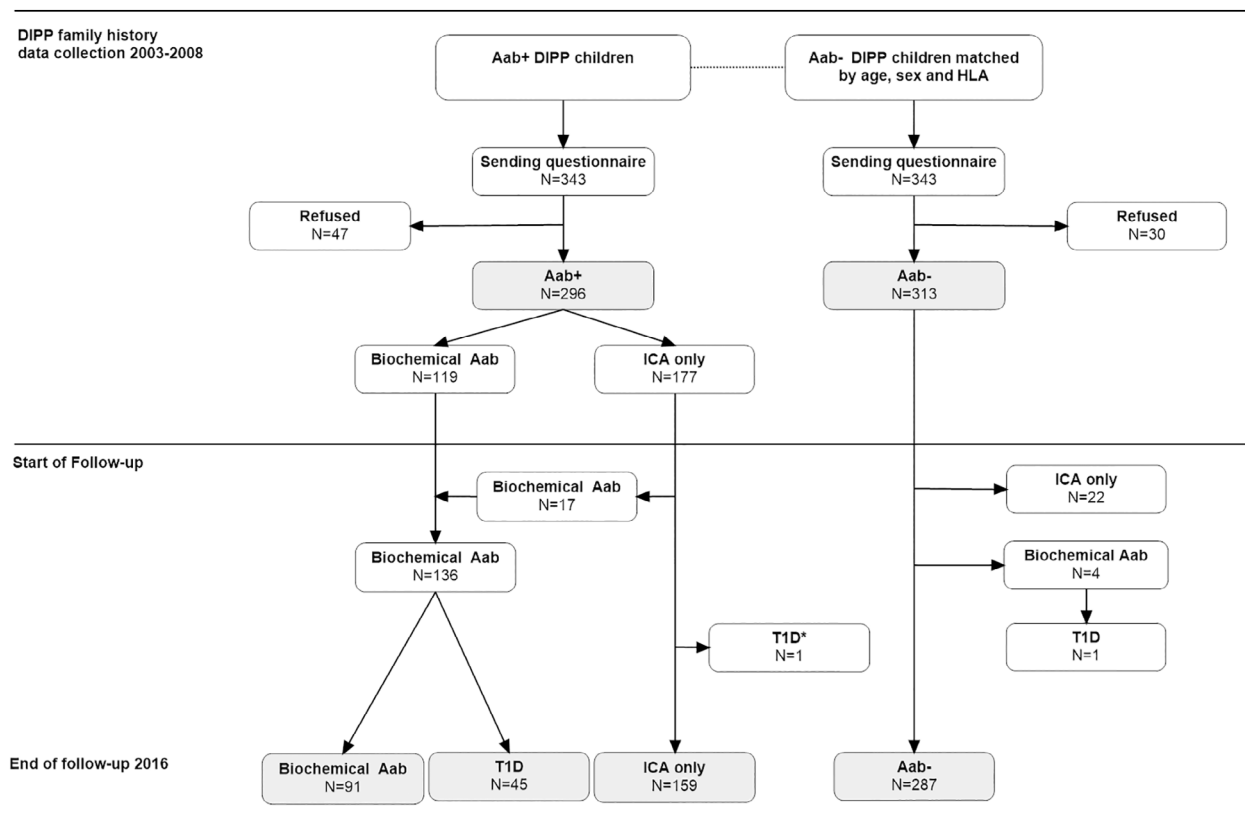 DIPP family history
data collection 2003-2008
Aab+ DIPP children
Aab- DIPP children matched
by age, sex and HLA
Sending questionnaire
N=343
Sending questionnaire
N=343
Refused
N=47
Refused
N=30
Aab+
N=296
Aab-
N=313
Biochemical Aab
N=119
ICA only
N=177
Start of Follow-up
Biochemical Aab
N=17
ICA only
N=22
Biochemical Aab
N=136
Biochemical Aab
N=4
T1D*
N=1
T1D
N=1
End of follow-up 2016
Biochemical Aab
N=91
T1D
N=45
ICA only
N=159
Aab-
N=287